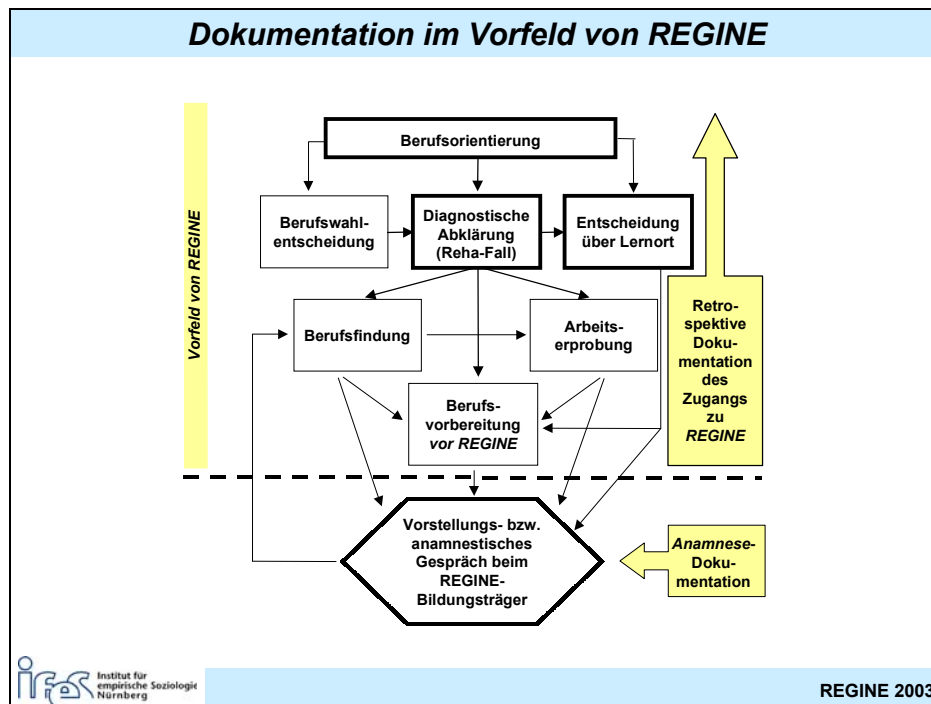 Dokumentation im Vorfeld von REGINE
Vorfeld von REGINE
Berufsorientierung
Berufswahl-
entscheidung
Diagnostische
Abklärung
(Reha-Fall)
Entscheidung
über Lernort
Berufsfindung
Arbeits-
erprobung
Berufs-
vorbereitung
vor REGINE
Retro-
spektive
Doku-
mentation
des
Zugangs
zu
REGINE
Vorstellungs- bzw.
anamnestisches
Gespräch beim
REGINE-
Bildungsträger
Anamnese-
Doku-
mentation
ifes
Institut für
empirische Soziologie
Nürnberg
REGINE 2003